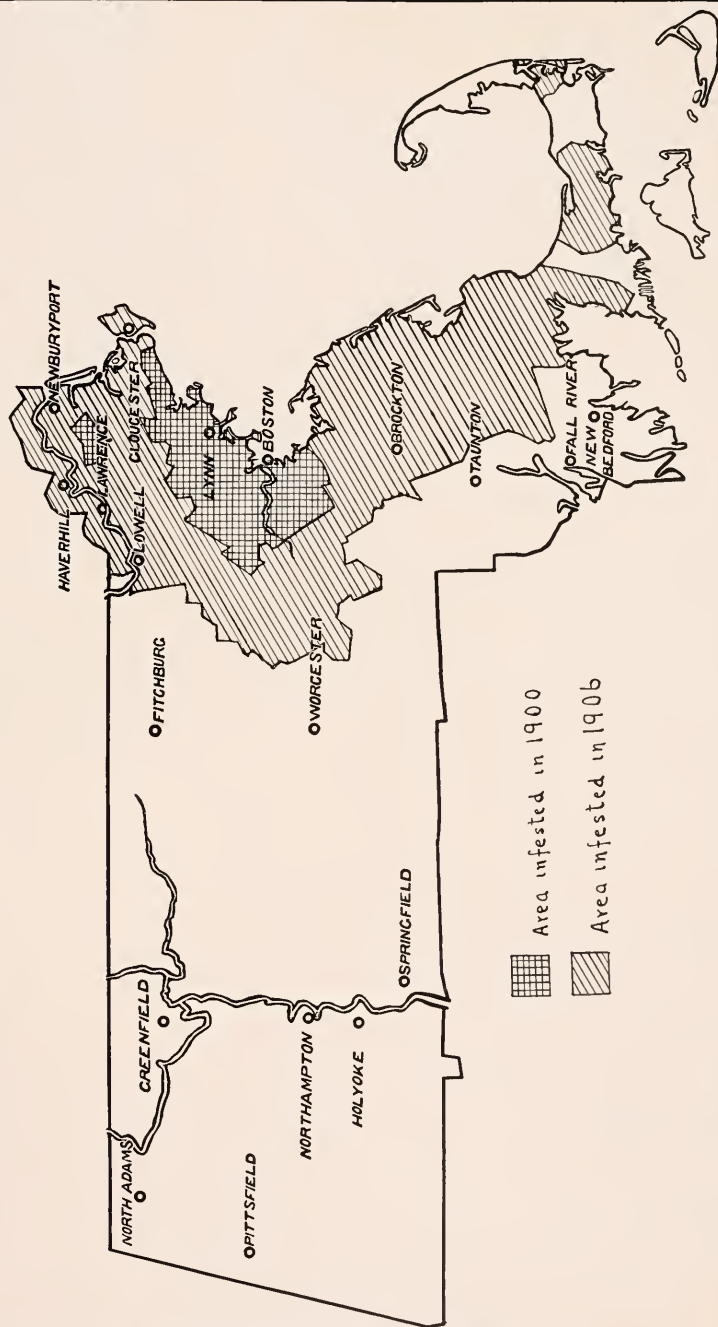 NORTH ADAMS
GREENFIELD
PITTSFIELD
NORTHAMPTON
HOLYOKE
SPRINGFIELD
FITCHBURG
WORCESTER
HAVERHILL
NEWBURYPORT
LAWRENCE
LOWELL
GLOUCESTER
LYNN
BOSTON
BROCKTON
TAUNTON
FALL RIVER
NEW
BEDFORD
Area infested in 1900
Area infested in 1906